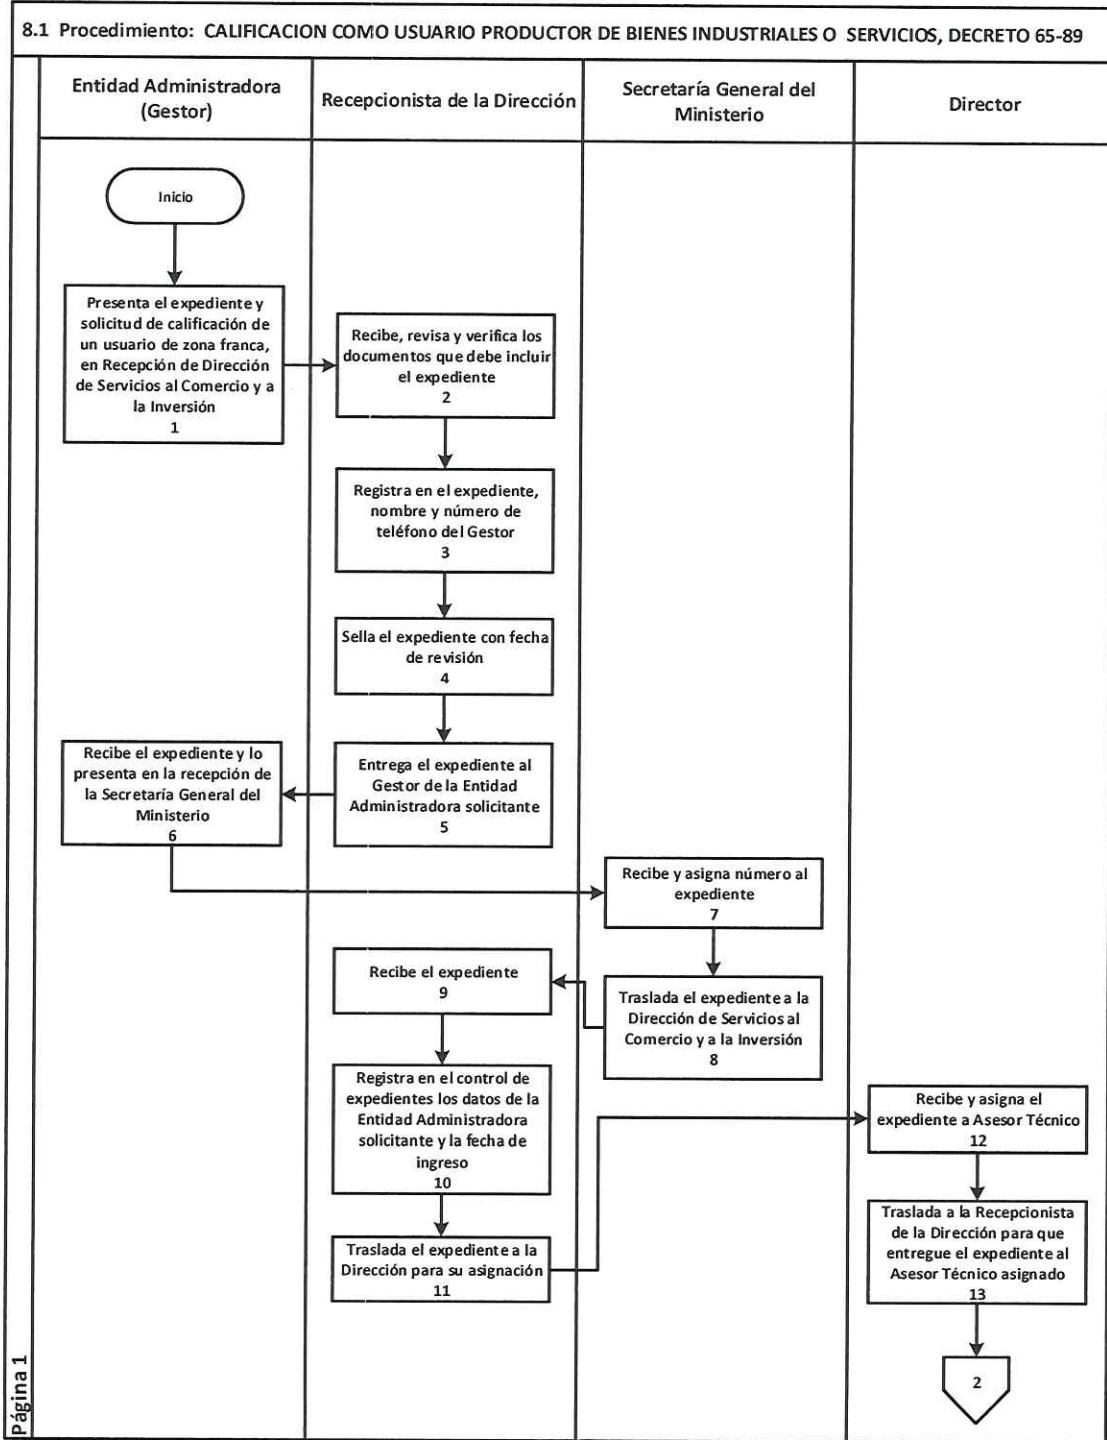 8.1 Procedimiento: CALIFICACION COMO USUARIO PRODUCTOR DE BIENES INDUSTRIALES O SERVICIOS, DECRETO 65-89
Entidad Administradora
(Gestor)
Recepcionista de la Dirección
Secretaría General del
Ministerio
Director
Inicio
Presenta el expediente y
solicitud de calificación de
un usuario de zona franca,
en Recepción de Dirección
de Servicios al Comercio y a
la Inversión
1
Recibe, revisa y verifica los
documentos que debe incluir
el expediente
2
Registra en el expediente,
nombre y número de
teléfono del Gestor
3
Sella el expediente con fecha
de revisión
4
Entrega el expediente al
Gestor de la Entidad
Administradora solicitante
5
Recibe el expediente y lo
presenta en la recepción de
la Secretaría General del
Ministerio
6
Recibe y asigna número al
expediente
7
Traslada el expediente a la
Dirección de Servicios al
Comercio y a la Inversión
8
Recibe el expediente
9
Registra en el control de
expedientes los datos de la
Entidad Administradora
solicitante y la fecha de
ingreso
10
Traslada el expediente a la
Dirección para su asignación
11
Recibe y asigna el
expediente a Asesor Técnico
12
Traslada a la Recepcionista
de la Dirección para que
entregue el expediente al
Asesor Técnico asignado
13
2
Página 1